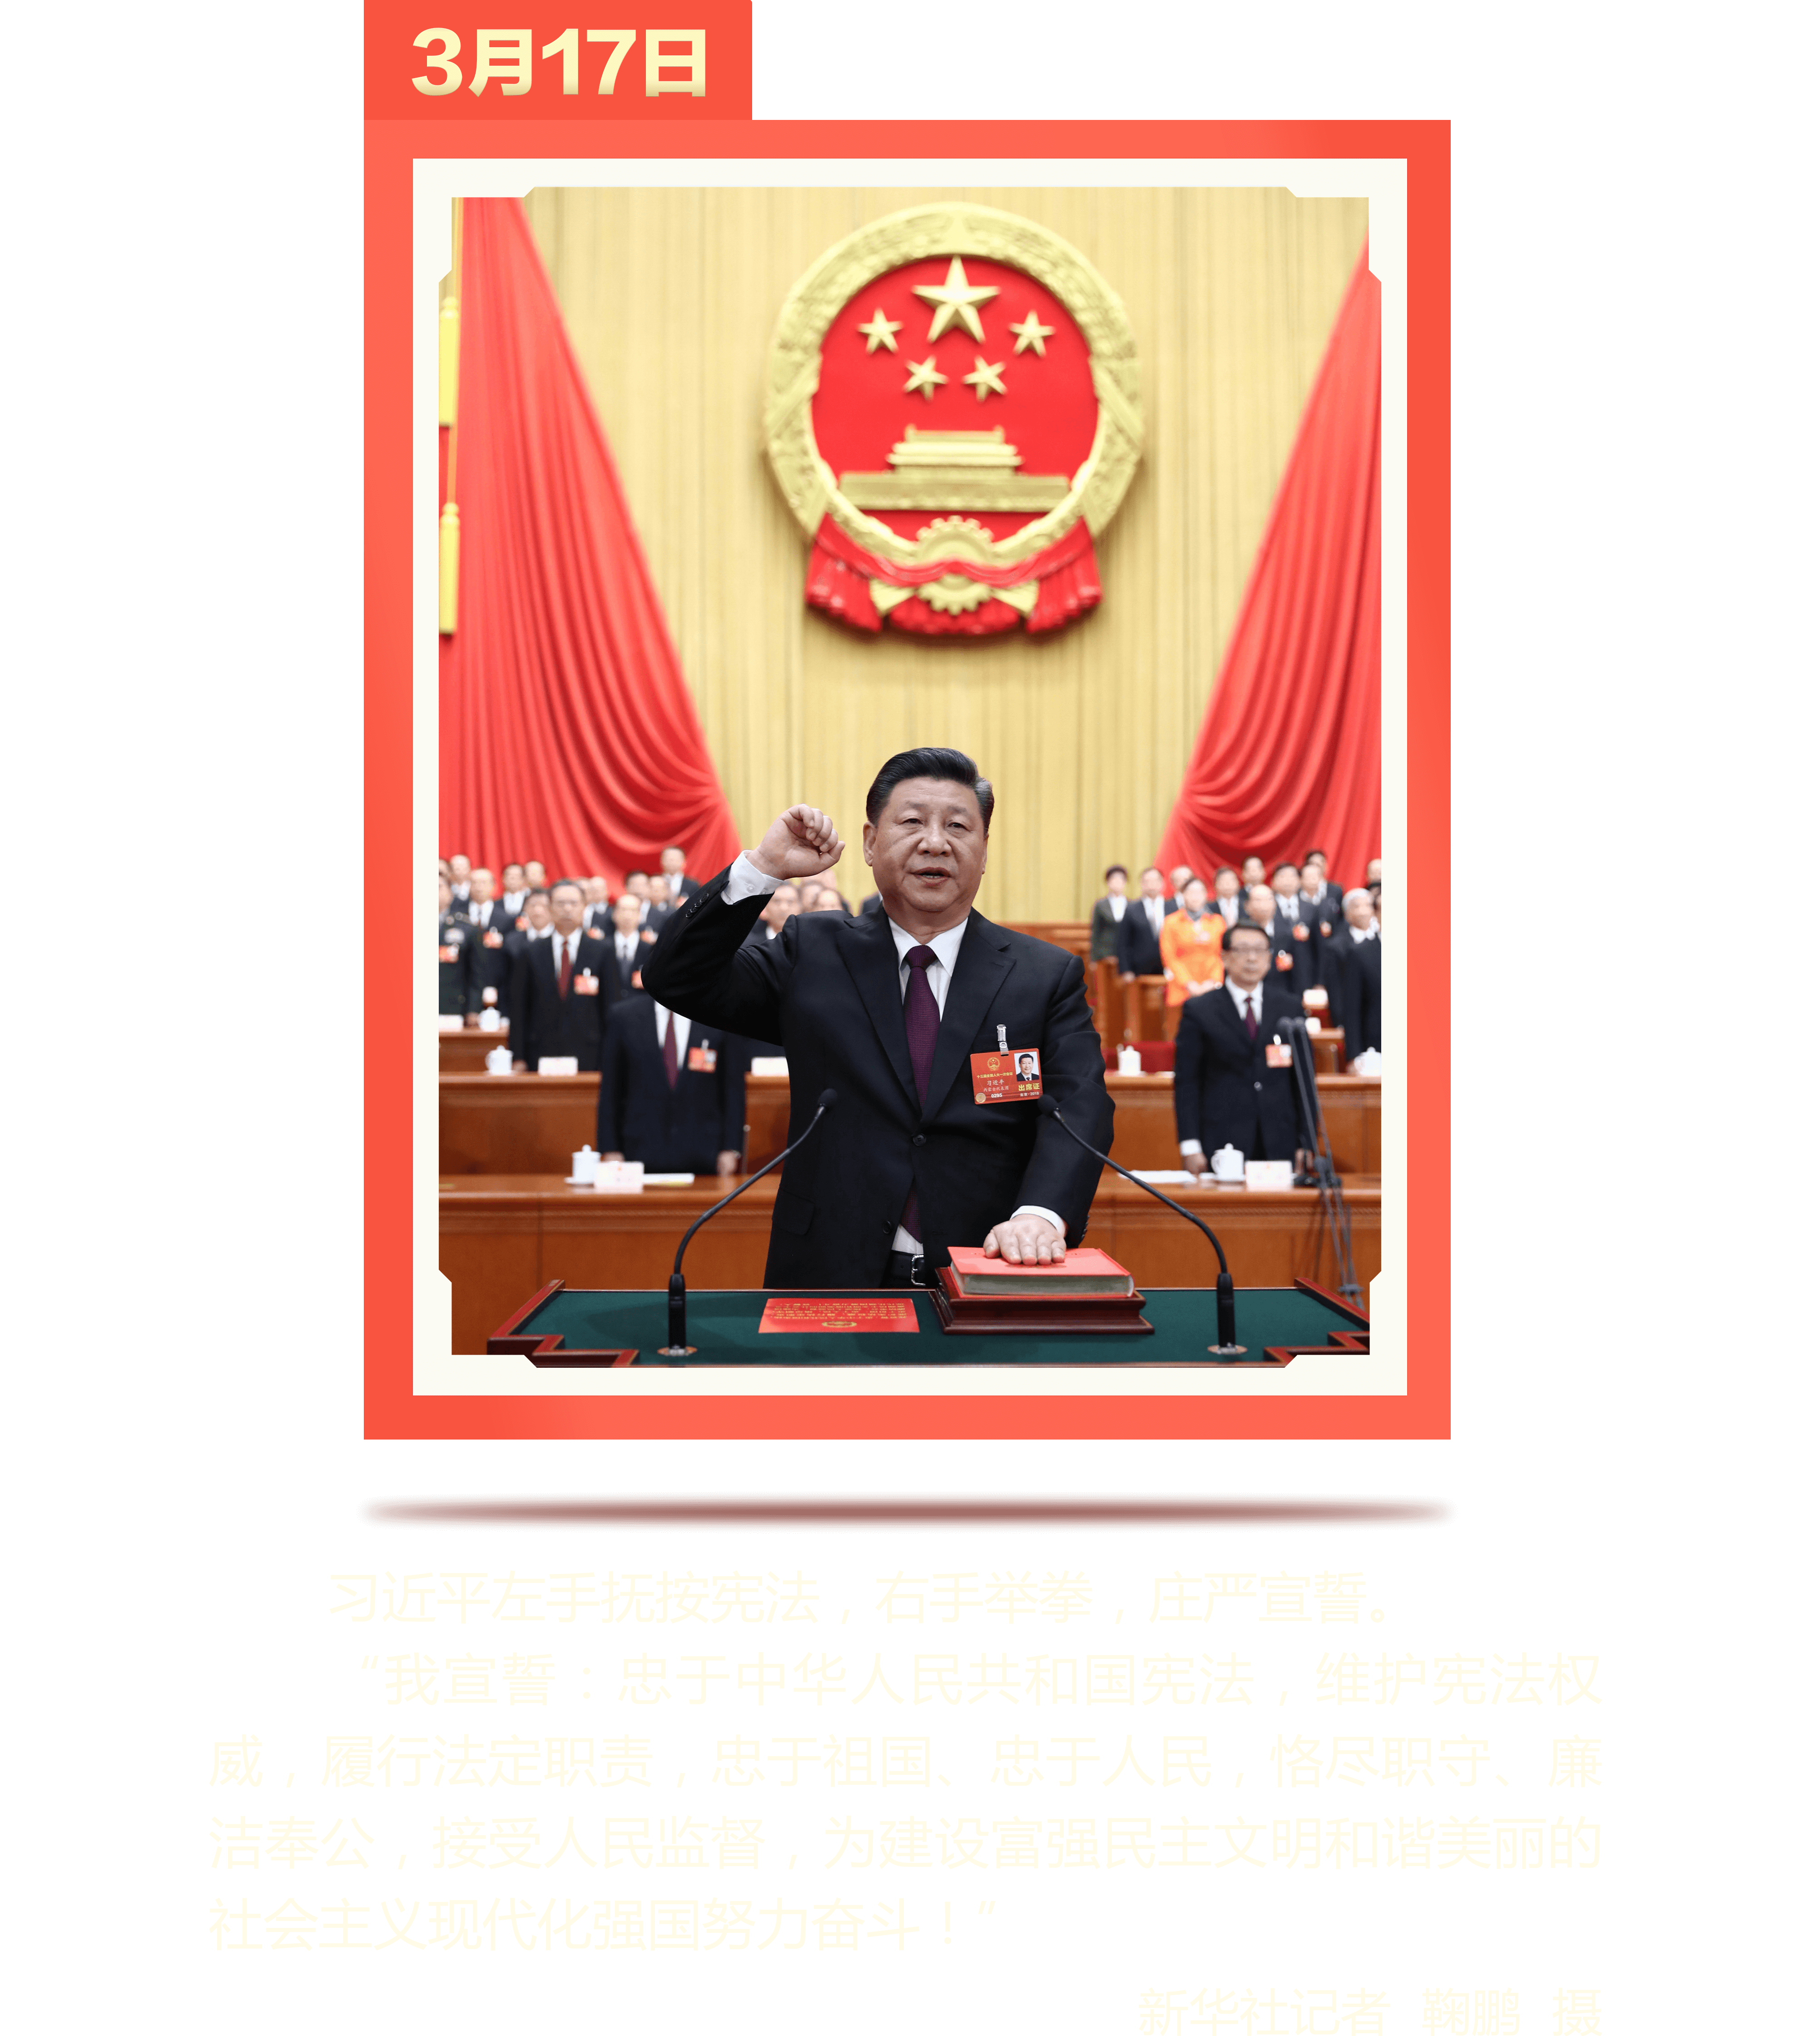 3月17日
出席证
习近平左手抚按宪法，右手举拳，庄严宣誓。
“我宣誓：忠于中华人民共和国宪法，维护宪法权
威，履行法定职责，忠于祖国、忠于人民，恪尽职守、廉
洁奉公，接受人民监督，为建设富强民主文明和谐美丽的
社会主义现代化强国努力奋斗！”
新华社记者 鞠鹏 摄